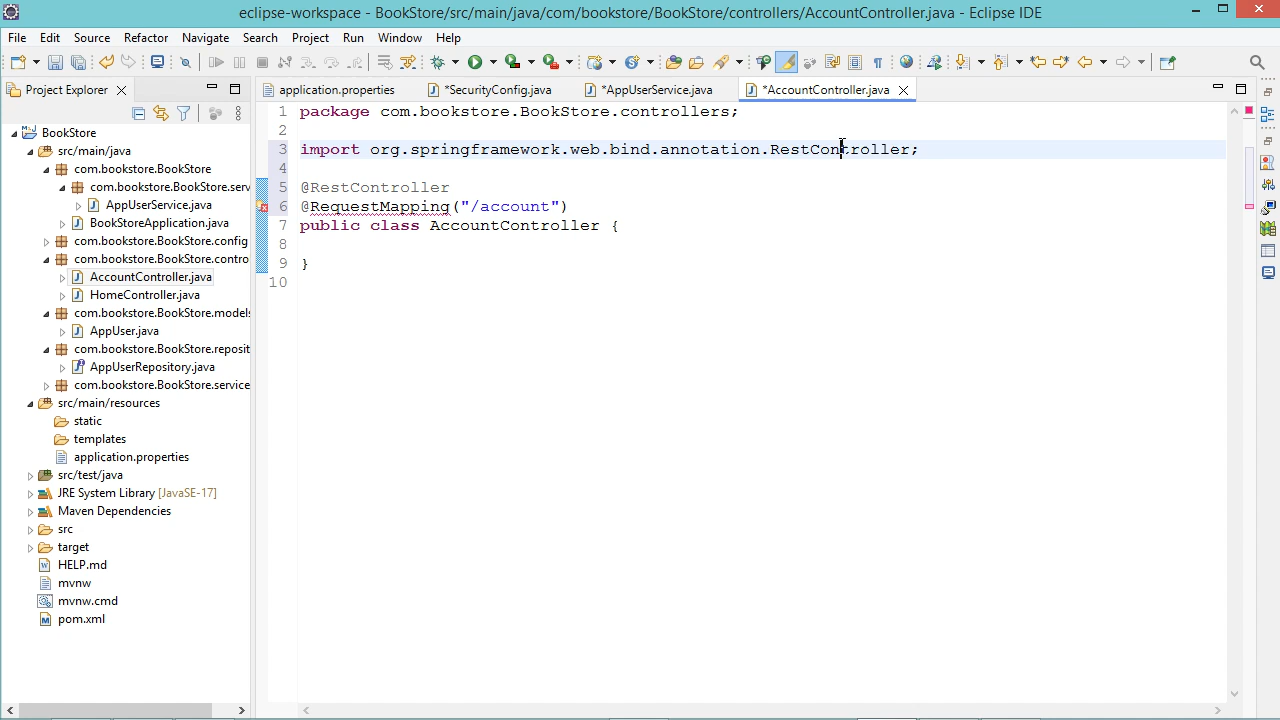 eclipse-workspace - BookStore/src/main/java/com/bookstore/BookStore/controllers/AccountController.java - Eclipse IDE
File Edit Source Refactor Navigate Search Project Run Window Help
Project Explorer
application.properties *SecurityConfig.java *AppUserService.java *AccountController.java
BookStore
src/main/java
com.bookstore.BookStore
com.bookstore.BookStore.serv
AppUserService.java
BookStoreApplication.java
com.bookstore.BookStore.config
com.bookstore.BookStore.contro
AccountController.java
HomeController.java
com.bookstore.BookStore.models
AppUser.java
com.bookstore.BookStore.reposit
AppUserRepository.java
com.bookstore.BookStore.service
src/main/resources
static
templates
application.properties
src/test/java
JRE System Library [JavaSE-17]
Maven Dependencies
src
target
HELP.md
mvnw
mvnw.cmd
pom.xml
1 package com.bookstore.BookStore.controllers;
2
3 import org.springframework.web.bind.annotation.RestController;
4
5 @RestController
6 @RequestMapping("/account")
7 public class AccountController {
8
9 }
10